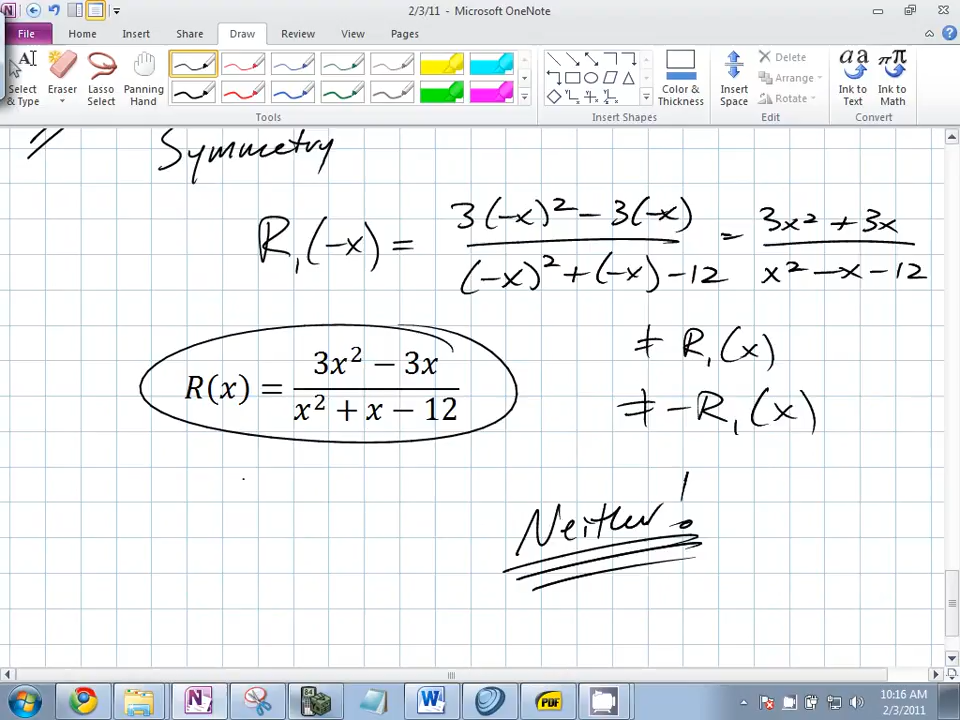 2/3/11 - Microsoft OneNote
File Home Insert Share Draw Review View Pages
Select & Type
Eraser
Lasso Select
Panning Hand
Color & Thickness
Insert Space
Delete
Arrange
Rotate
Ink to Text
Ink to Math
Tools Insert Shapes Edit Convert
Symmetry
R₁(-x) = (3(-x)² - 3(-x)) / ((-x)² + (-x) - 12) = (3x² + 3x) / (x² - x - 12)
≠ R₁(x)
R(x) = (3x² - 3x) / (x² + x - 12)
≠ -R₁(x)
Neither!
10:16 AM
2/3/2011